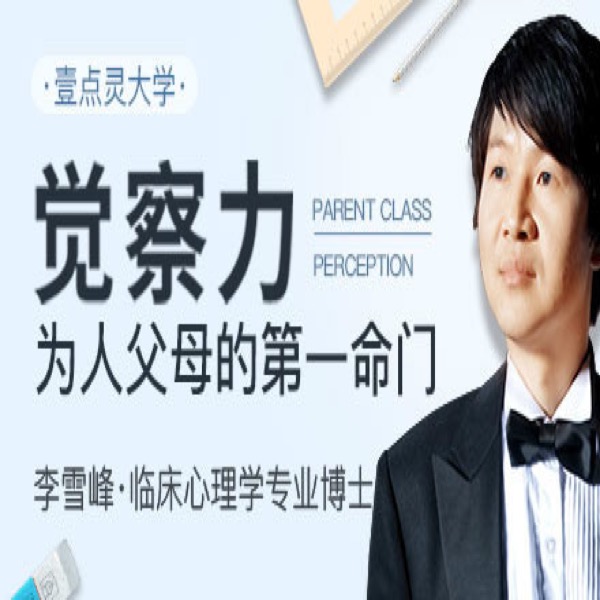 ·壹点灵大学·
觉察力
PARENT CLASS
PERCEPTION
为人父母的第一命门
李雪峰·临床心理学专业博士